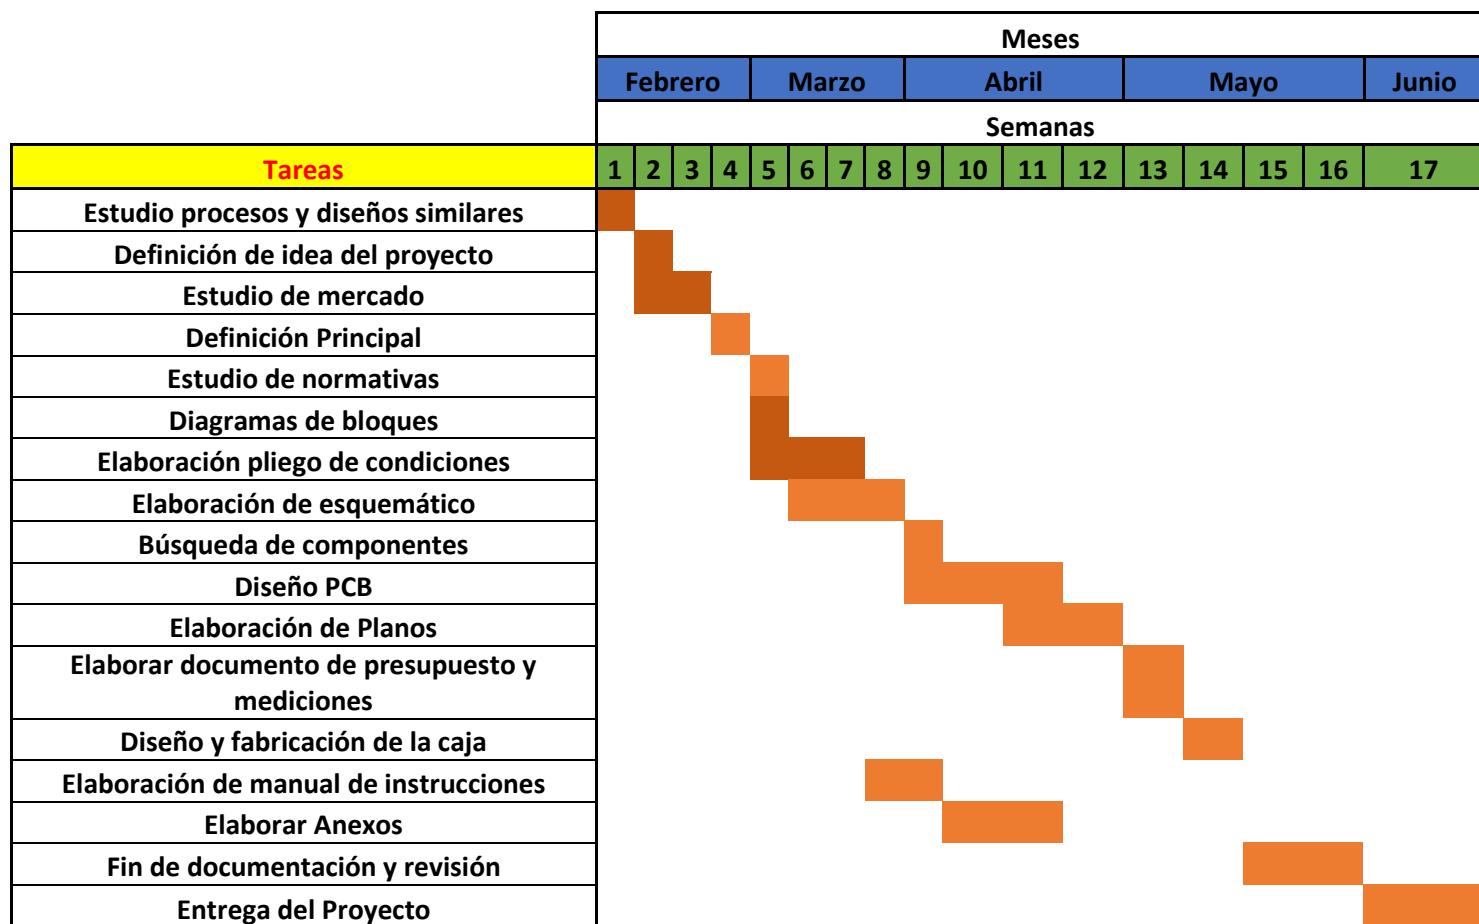 Meses
Febrero Marzo Abril Mayo Junio
Semanas
Tareas 1 2 3 4 5 6 7 8 9 10 11 12 13 14 15 16 17
Estudio procesos y diseños similares
Definición de idea del proyecto
Estudio de mercado
Definición Principal
Estudio de normativas
Diagramas de bloques
Elaboración pliego de condiciones
Elaboración de esquemático
Búsqueda de componentes
Diseño PCB
Elaboración de Planos
Elaborar documento de presupuesto y
mediciones
Diseño y fabricación de la caja
Elaboración de manual de instrucciones
Elaborar Anexos
Fin de documentación y revisión
Entrega del Proyecto